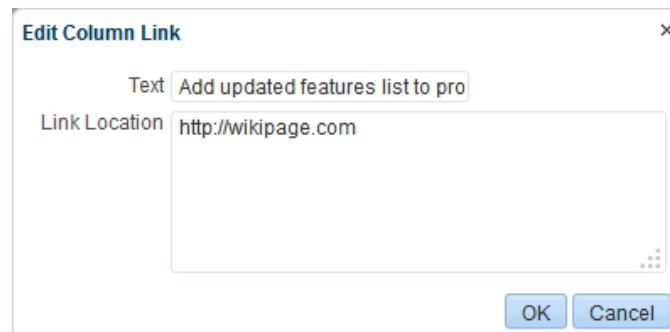 Edit Column Link
Text Add updated features list to pro
Link Location http://wikipage.com
OK Cancel